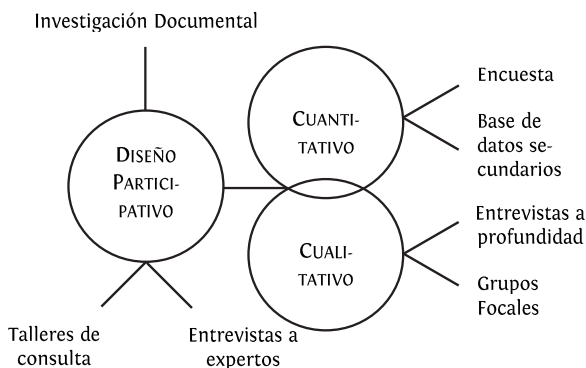 Investigación Documental
DISEÑO
PARTICI-
PATIVO
Talleres de
consulta
Entrevistas a
expertos
CUANTI-
TATIVO
Encuesta
Base de
datos se-
cundarios
CUALI-
TATIVO
Entrevistas a
profundidad
Grupos
Focales